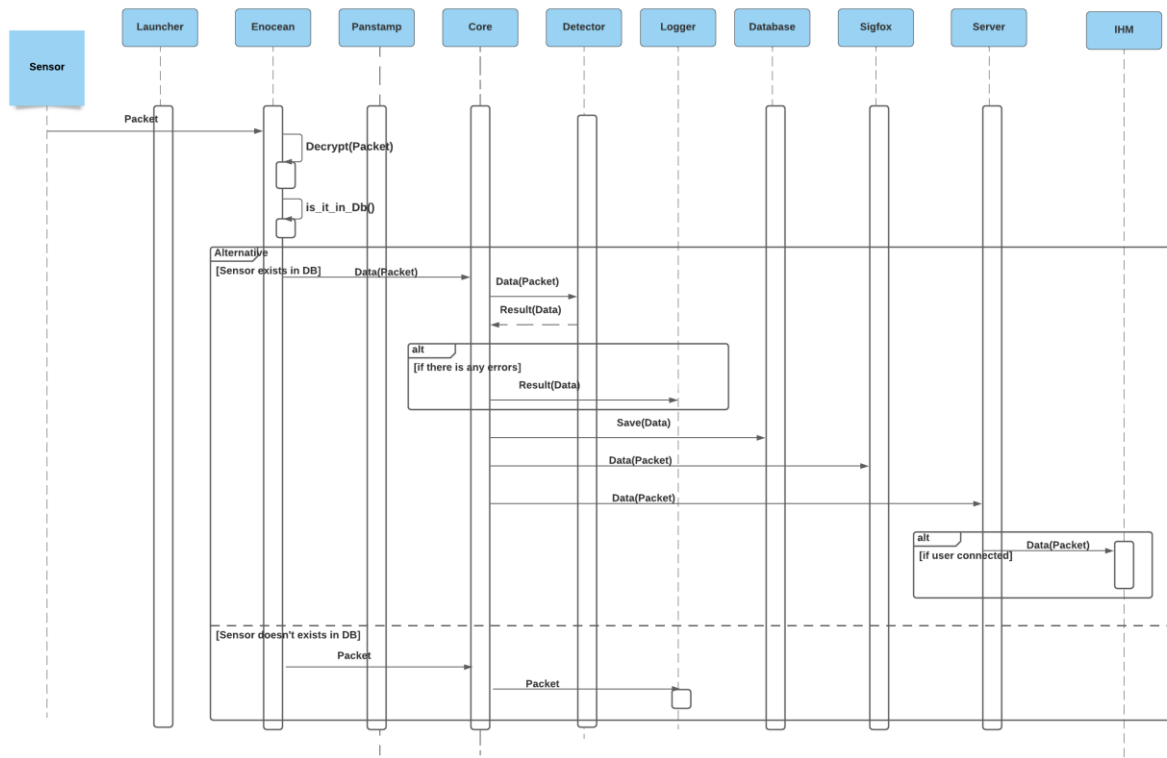 Launcher
Enocean
Panstamp
Core
Detector
Logger
Database
Sigfox
Server
IHM
Sensor
Packet
Decrypt(Packet)
is_it_in_Db()
Alternative
[Sensor exists in DB]
Data(Packet)
Data(Packet)
Result(Data)
alt
[if there is any errors]
Result(Data)
Save(Data)
Data(Packet)
Data(Packet)
alt
Data(Packet)
[if user connected]
[Sensor doesn't exists in DB]
Packet
Packet